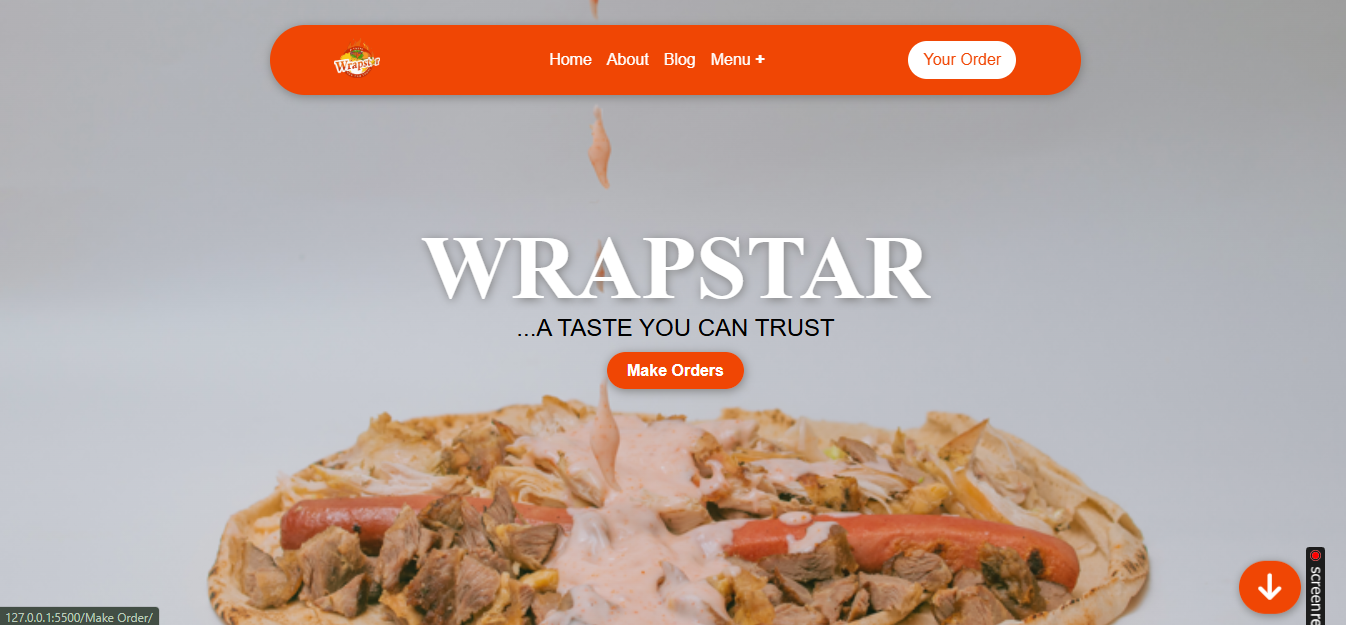 Wrapstar
Home About Blog Menu +
Your Order
WRAPSTAR
...A TASTE YOU CAN TRUST
Make Orders
127.0.0.1:5500/Make Order/